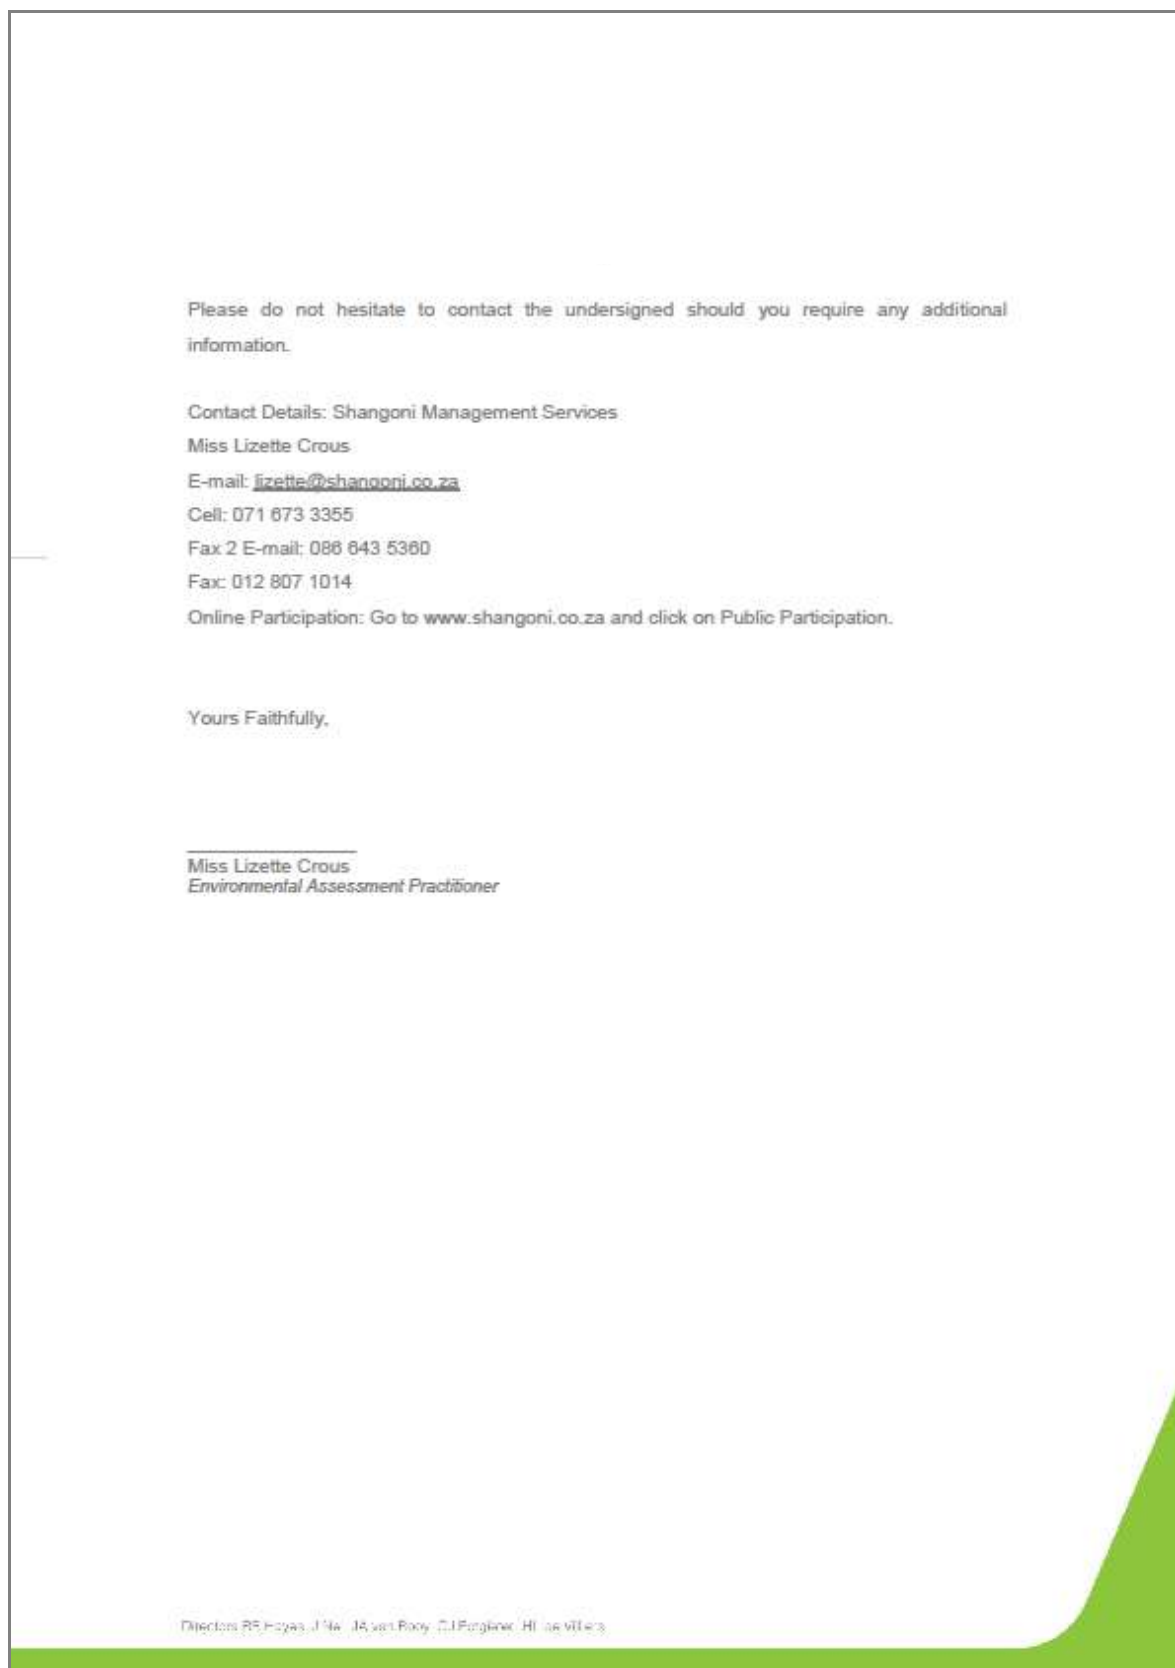 Please do not hesitate to contact the undersigned should you require any additional
information.
Contact Details: Shangoni Management Services
Miss Lizette Crous
E-mail: lizette@shangoni.co.za
Cell: 071 673 3355
Fax 2 E-mail: 086 643 5360
Fax: 012 807 1014
Online Participation: Go to www.shangoni.co.za and click on Public Participation.
Yours Faithfully,
Miss Lizette Crous
Environmental Assessment Practitioner
Directors JA van Rooy